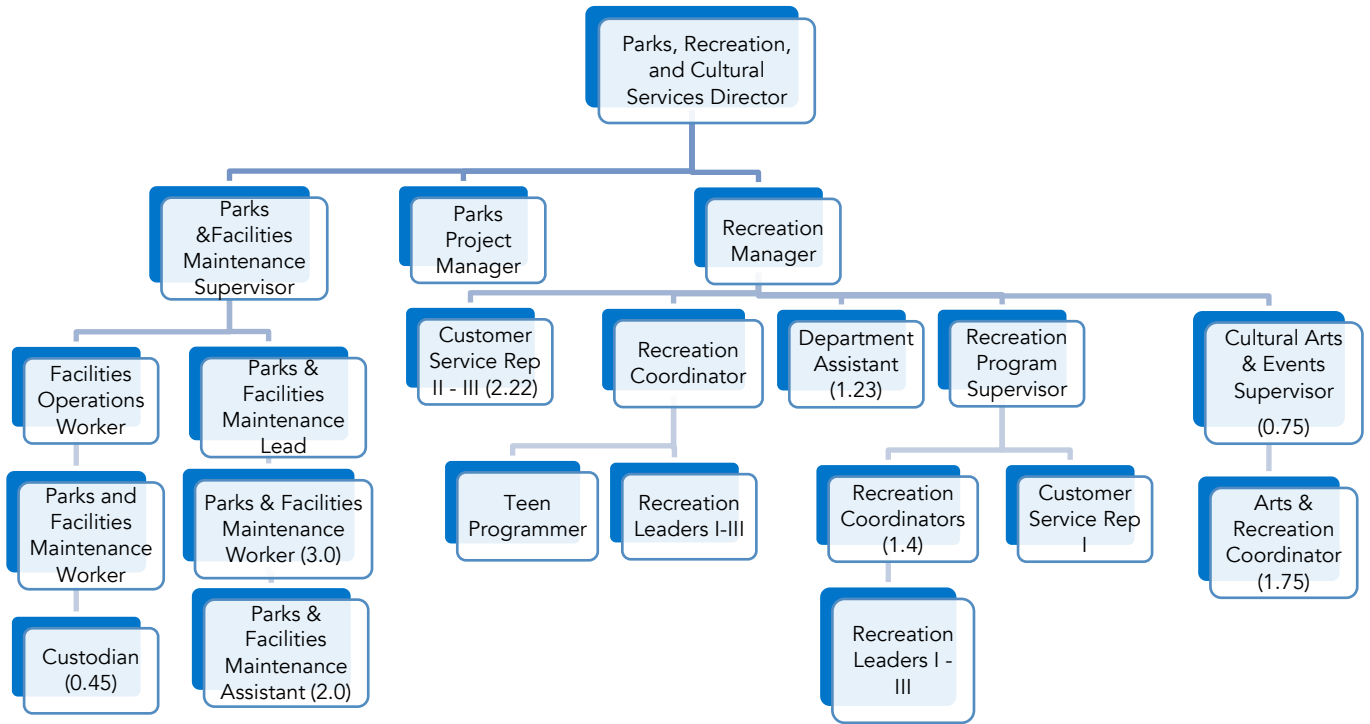 Parks, Recreation,
and Cultural
Services Director
Parks
&Facilities
Maintenance
Supervisor
Parks
Project
Manager
Recreation
Manager
Customer
Service Rep
II - III (2.22)
Recreation
Coordinator
Department
Assistant
(1.23)
Recreation
Program
Supervisor
Cultural Arts
& Events
Supervisor
(0.75)
Facilities
Operations
Worker
Parks &
Facilities
Maintenance
Lead
Teen
Programmer
Recreation
Leaders I-III
Recreation
Coordinators
(1.4)
Customer
Service Rep
I
Arts &
Recreation
Coordinator
(1.75)
Parks and
Facilities
Maintenance
Worker
Parks & Facilities
Maintenance
Worker (3.0)
Custodian
(0.45)
Parks &
Facilities
Maintenance
Assistant (2.0)
Recreation
Leaders I -
III